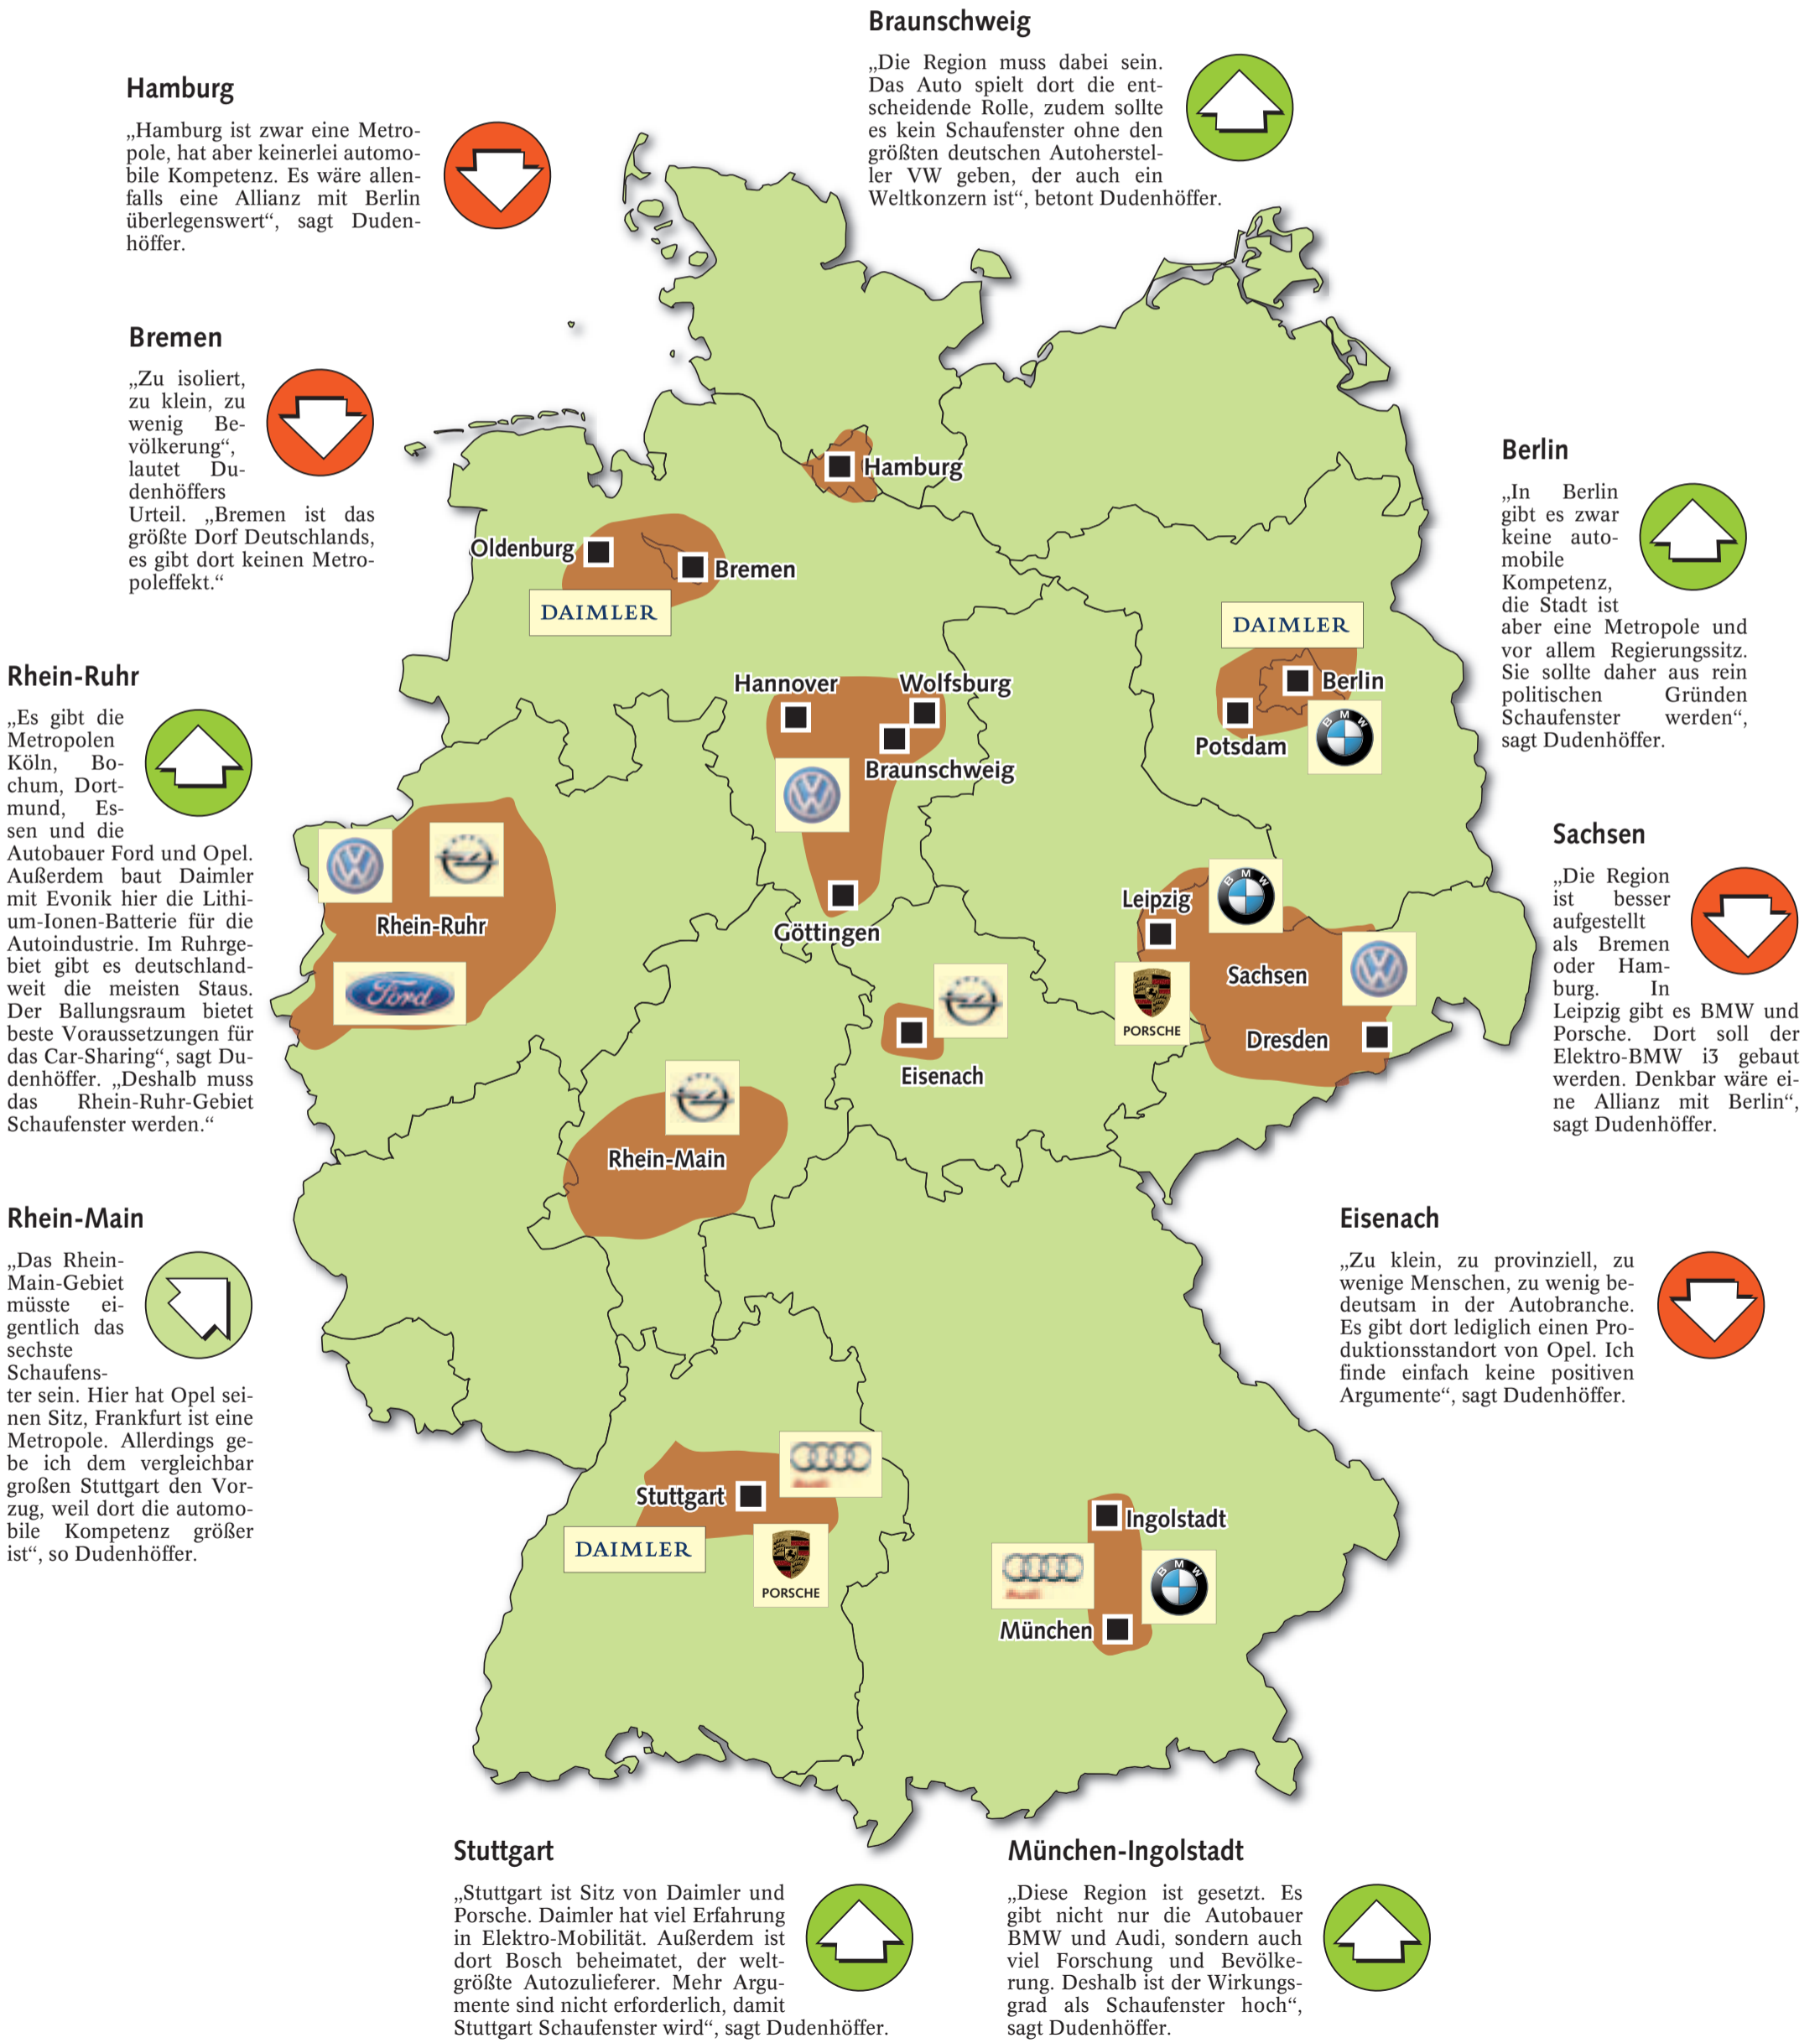 Braunschweig
„Die Region muss dabei sein.
Das Auto spielt dort die ent-
scheidende Rolle, zudem sollte
es kein Schaufenster ohne den
größten deutschen Autoherstel-
ler VW geben, der auch ein
Weltkonzern ist“, betont Dudenhöffer.
Hamburg
„Hamburg ist zwar eine Metro-
pole, hat aber keinerlei automo-
bile Kompetenz. Es wäre allen-
falls eine Allianz mit Berlin
überlegenswert“, sagt Duden-
höffer.
Bremen
„Zu isoliert,
zu klein, zu
wenig Be-
völkerung“,
lautet Du-
denhöffers
Urteil. „Bremen ist das
größte Dorf Deutschlands,
es gibt dort keinen Metro-
poleffekt.“
Berlin
„In Berlin
gibt es zwar
keine auto-
mobile
Kompetenz,
die Stadt ist
aber eine Metropole und
vor allem Regierungssitz.
Sie sollte daher aus rein
politischen Gründen
Schaufenster werden“,
sagt Dudenhöffer.
Rhein-Ruhr
„Es gibt die
Metropolen
Köln, Bo-
chum, Dort-
mund, Es-
sen und die
Autobauer Ford und Opel.
Außerdem baut Daimler
mit Evonik hier die Lithi-
um-Ionen-Batterie für die
Autoindustrie. Im Ruhrge-
biet gibt es deutschland-
weit die meisten Staus.
Der Ballungsraum bietet
beste Voraussetzungen für
das Car-Sharing“, sagt Du-
denhöffer. „Deshalb muss
das Rhein-Ruhr-Gebiet
Schaufenster werden.“
Sachsen
„Die Region
ist besser
aufgestellt
als Bremen
oder Ham-
burg. In
Leipzig gibt es BMW und
Porsche. Dort soll der
Elektro-BMW i3 gebaut
werden. Denkbar wäre ei-
ne Allianz mit Berlin“,
sagt Dudenhöffer.
Rhein-Main
„Das Rhein-
Main-Gebiet
müsste ei-
gentlich das
sechste
Schaufens-
ter sein. Hier hat Opel sei-
nen Sitz, Frankfurt ist eine
Metropole. Allerdings ge-
be ich dem vergleichbar
großen Stuttgart den Vor-
zug, weil dort die automo-
bile Kompetenz größer
ist“, so Dudenhöffer.
Eisenach
„Zu klein, zu provinziell, zu
wenige Menschen, zu wenig be-
deutsam in der Autobranche.
Es gibt dort lediglich einen Pro-
duktionsstandort von Opel. Ich
finde einfach keine positiven
Argumente“, sagt Dudenhöffer.
Hamburg
Oldenburg
Bremen
DAIMLER
DAIMLER
Hannover
Wolfsburg
Berlin
BMW
Potsdam
Braunschweig
VW
VW
Rhein-Ruhr
Ford
Göttingen
Leipzig
BMW
Sachsen
VW
PORSCHE
Dresden
Eisenach
Rhein-Main
Stuttgart
Audi
DAIMLER
PORSCHE
Ingolstadt
Audi
BMW
München
Stuttgart
„Stuttgart ist Sitz von Daimler und
Porsche. Daimler hat viel Erfahrung
in Elektro-Mobilität. Außerdem ist
dort Bosch beheimatet, der welt-
größte Autozulieferer. Mehr Argu-
mente sind nicht erforderlich, damit
Stuttgart Schaufenster wird“, sagt Dudenhöffer.
München-Ingolstadt
„Diese Region ist gesetzt. Es
gibt nicht nur die Autobauer
BMW und Audi, sondern auch
viel Forschung und Bevölke-
rung. Deshalb ist der Wirkungs-
grad als Schaufenster hoch“,
sagt Dudenhöffer.